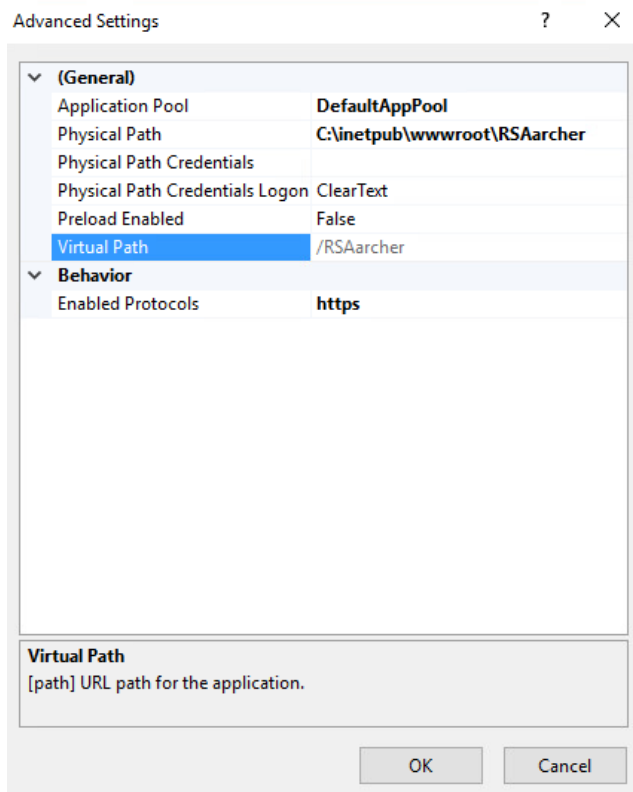 Advanced Settings ? ×
(General)
Application Pool DefaultAppPool
Physical Path C:\inetpub\wwwroot\RSAarcher
Physical Path Credentials
Physical Path Credentials Logon ClearText
Preload Enabled False
Virtual Path /RSAarcher
Behavior
Enabled Protocols https
Virtual Path
[path] URL path for the application.
OK Cancel